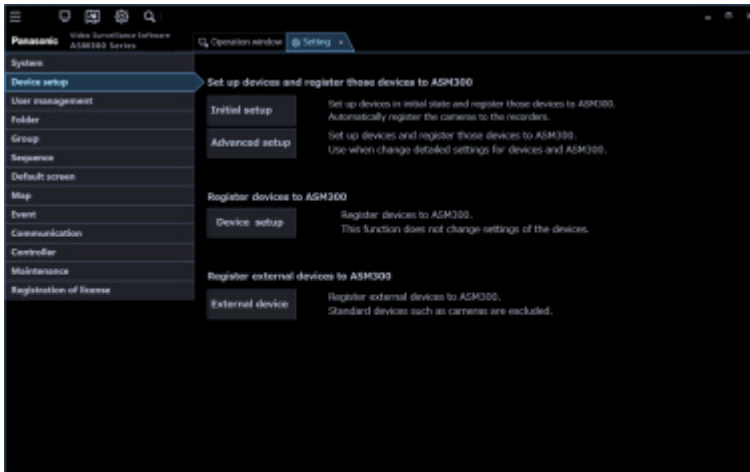 Panasonic
Video Surveillance Software
ASM300 Series
Operation window
Setting
System
Device setup
User management
Folder
Group
Sequence
Default screen
Map
Event
Communication
Controller
Maintenance
Registration of license
Set up devices and register those devices to ASM300
Initial setup
Set up devices in initial state and register those devices to ASM300.
Automatically register the cameras to the recorders.
Advanced setup
Set up devices and register those devices to ASM300.
Use when change detailed settings for devices and ASM300.
Register devices to ASM300
Device setup
Register devices to ASM300.
This function does not change settings of the devices.
Register external devices to ASM300
External device
Register external devices to ASM300.
Standard devices such as cameras are excluded.